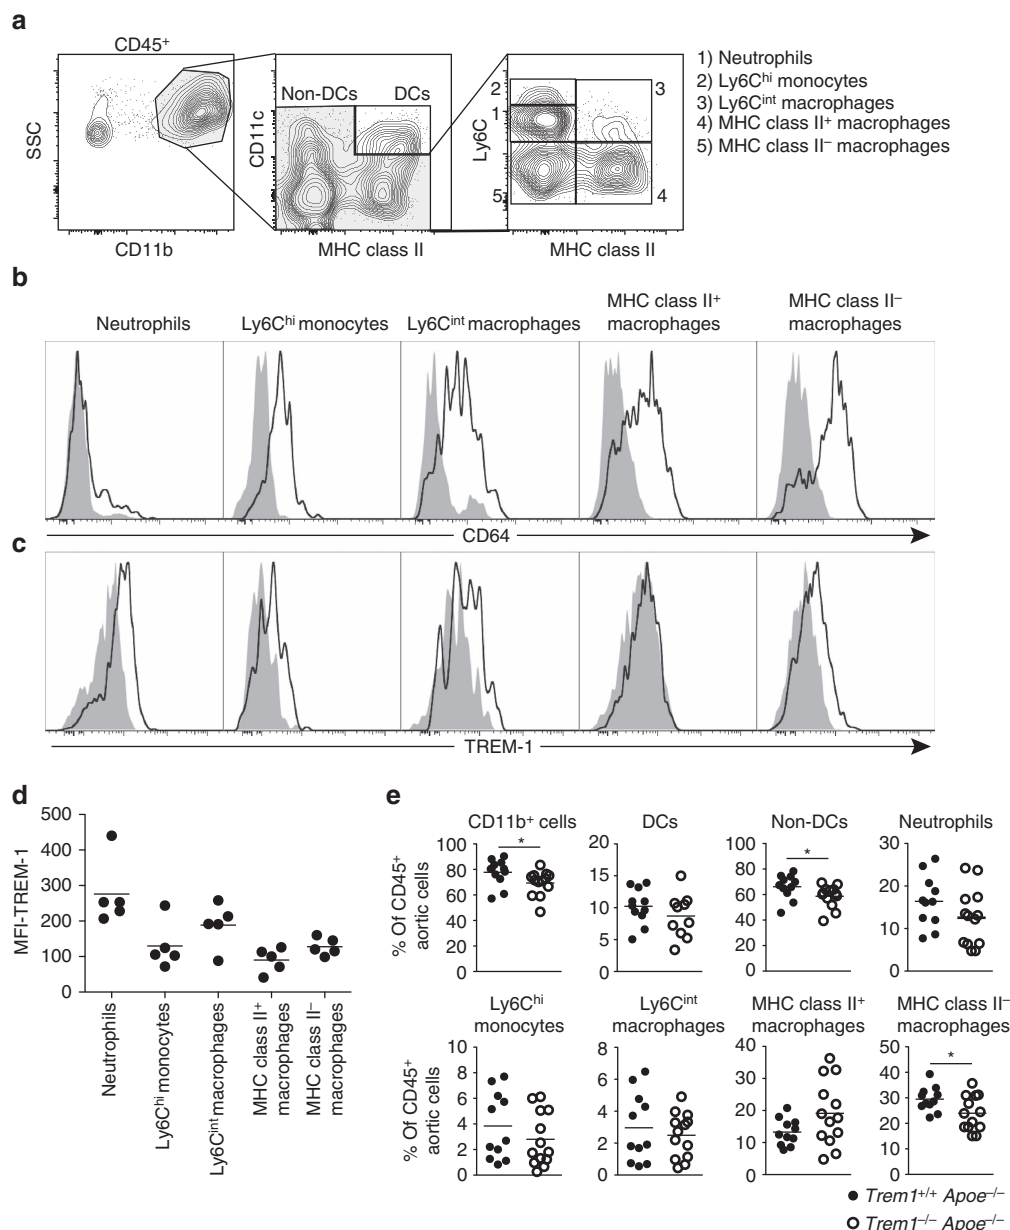 a
CD45⁺
SSC
CD11b
Non-DCs
DCs
CD11c
MHC class II
2
1
3
5
4
Ly6C
MHC class II
1) Neutrophils
2) Ly6Cʰⁱ monocytes
3) Ly6Cⁱⁿᵗ macrophages
4) MHC class II⁺ macrophages
5) MHC class II⁻ macrophages
b
Neutrophils
Ly6Cʰⁱ monocytes
Ly6Cⁱⁿᵗ macrophages
MHC class II⁺
macrophages
MHC class II⁻
macrophages
CD64
c
TREM-1
d
MFI-TREM-1
500
400
300
200
100
0
Neutrophils
Ly6Cʰⁱ monocytes
Ly6Cⁱⁿᵗ macrophages
MHC class II⁺
macrophages
MHC class II⁻
macrophages
e
% Of CD45⁺
aortic cells
CD11b⁺ cells
100
80
60
40
20
0
*
DCs
20
15
10
5
0
Non-DCs
100
80
60
40
20
0
*
Neutrophils
30
20
10
0
% Of CD45⁺
aortic cells
Ly6Cʰⁱ
monocytes
10
8
6
4
2
0
Ly6Cⁱⁿᵗ
macrophages
8
6
4
2
0
MHC class II⁺
macrophages
40
30
20
10
0
MHC class II⁻
macrophages
50
40
30
20
10
0
*
Trem1⁺ᐟ⁺ Apoe⁻ᐟ⁻
Trem1⁻ᐟ⁻ Apoe⁻ᐟ⁻